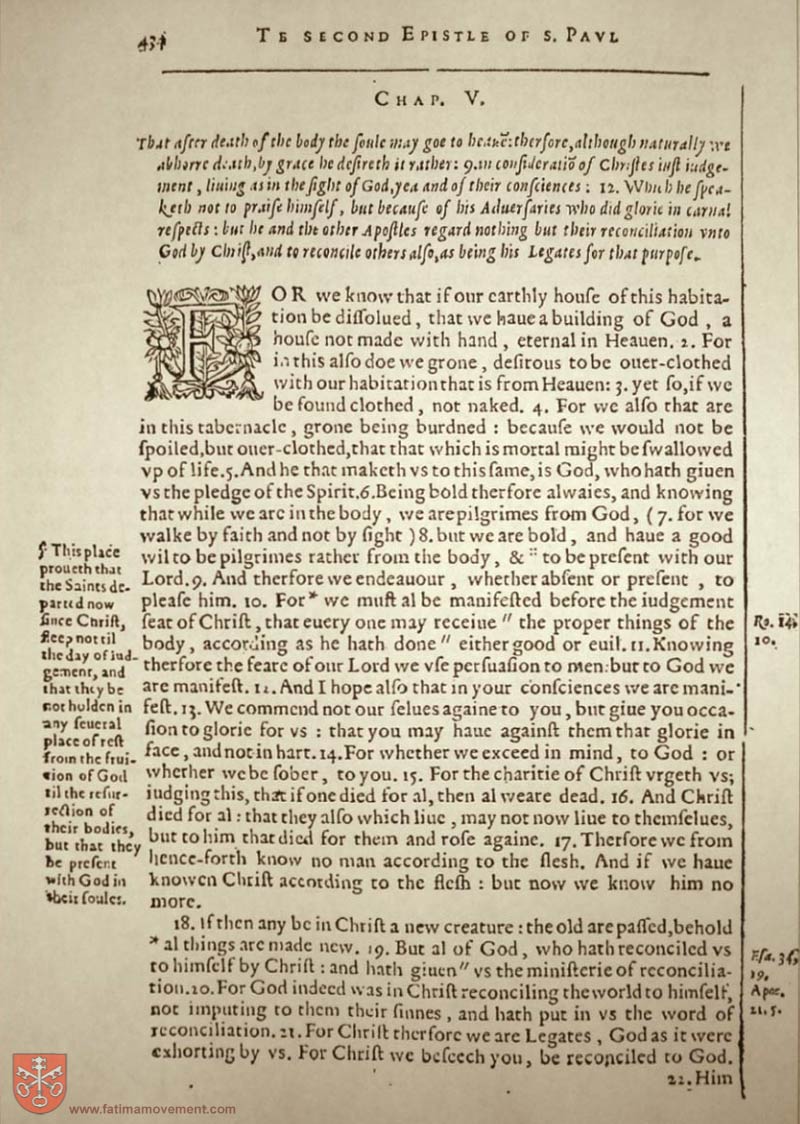 434
TE SECOND EPISTLE OF S. PAVL
CHAP. V.
That after death of the body the ſoule may goe to heauē: therfore, although naturally we
abhorre death, by grace he deſireth it rather: 9. in conſideratiō of Chriſtes iuſt iudge-
ment, liuing as in the ſight of God, yea and of their conſciences: 12. Which he ſpea-
keth not to praiſe himſelf, but becauſe of his Aduerſaries who did glorie in carnal
reſpects: but he and the other Apoſtles regard nothing but their reconciliation vnto
God by Chriſt, and to reconcile others alſo, as being his Legates for that purpoſe.
FOR we know that if our earthly houſe of this habita-
tion be diſſolued, that we haue a building of God, a
houſe not made with hand, eternal in Heauen. 2. For
in this alſo doe we grone, deſirous to be ouer-clothed
with our habitation that is from Heauen: 3. yet ſo, if we
be found clothed, not naked. 4. For we alſo that are
in this tabernacle, grone being burdned: becauſe we would not be
ſpoiled, but ouer-clothed, that that which is mortal might be ſwallowed
vp of life. 5. And he that maketh vs to this ſame, is God, who hath giuen
vs the pledge of the Spirit. 6. Being bold therfore alwaies, and knowing
that while we are in the body, we are pilgrimes from God, (7. for we
walke by faith and not by ſight) 8. but we are bold, and haue a good
wil to be pilgrimes rather from the body, & :: to be preſent with our
Lord. 9. And therfore we endeauour, whether abſent or preſent, to
pleaſe him. 10. For * we muſt al be manifeſted before the iudgement
ſeat of Chriſt, that euery one may receiue " the proper things of the
body, according as he hath done " either good or euil. 11. Knowing
therfore the feare of our Lord we vſe perſuaſion to men: but to God we
are manifeſt. 12. And I hope alſo that in your conſciences we are mani-
feſt. 13. We commend not our ſelues againe to you, but giue you occa-
ſion to glorie for vs: that you may haue againſt them that glorie in
face, and not in hart. 14. For whether we exceed in mind, to God: or
wherher we be ſober, to you. 15. For the charitie of Chriſt vrgeth vs;
iudging this, that if one died for al, then al weare dead. 16. And Chriſt
died for al: that they alſo which liue, may not now liue to themſelues,
but to him that died for them and roſe againe. 17. Therfore we from
hence-forth know no man according to the fleſh. And if we haue
knowen Chriſt according to the fleſh: but now we know him no
more.
18. If then any be in Chriſt a new creature: the old are paſſed, behold
* al things are made new. 19. But al of God, who hath reconciled vs
to himſelf by Chriſt: and hath giuen " vs the miniſterie of reconcilia-
tion. 20. For God indeed was in Chriſt reconciling the world to himſelf,
not imputing to them their ſinnes, and hath put in vs the word of
reconciliation. 21. For Chriſt therfore we are Legates, God as it were
exhorting by vs. For Chriſt we beſeech you, be reconciled to God.
22. Him
This place
proueth that
the Saints de-
parted now
ſince Chriſt,
ſleep not til
the day of iud-
gement, and
that they be
not holden in
any ſeueral
place of reſt
from the frui-
tion of God
til the reſur-
rection of
their bodies,
but that they
be preſent
with God in
their ſoules.
Ro. 14,
10.
Eſa.
19.
Apoc.
21. 5.
www.fatimamovement.com